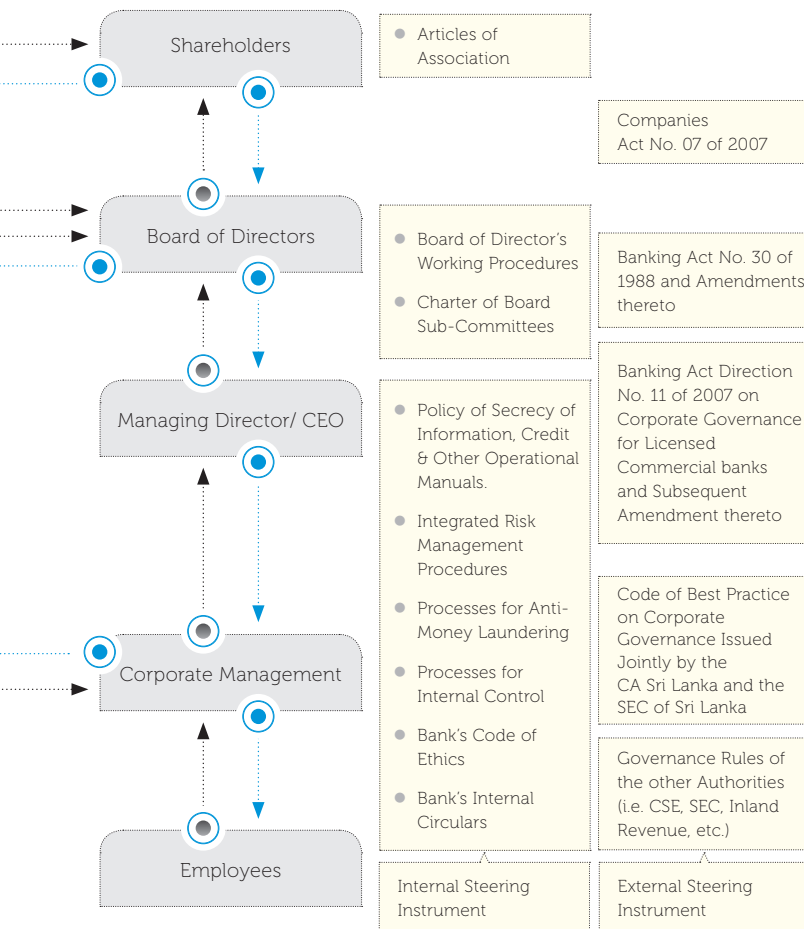 Shareholders
Board of Directors
Managing Director/ CEO
Corporate Management
Employees
Articles of
Association
Board of Director's
Working Procedures
Charter of Board
Sub-Committees
Policy of Secrecy of
Information, Credit
& Other Operational
Manuals.
Integrated Risk
Management
Procedures
Processes for Anti-
Money Laundering
Processes for
Internal Control
Bank's Code of
Ethics
Bank's Internal
Circulars
Internal Steering
Instrument
Companies
Act No. 07 of 2007
Banking Act No. 30 of
1988 and Amendments
thereto
Banking Act Direction
No. 11 of 2007 on
Corporate Governance
for Licensed
Commercial banks
and Subsequent
Amendment thereto
Code of Best Practice
on Corporate
Governance Issued
Jointly by the
CA Sri Lanka and the
SEC of Sri Lanka
Governance Rules of
the other Authorities
(i.e. CSE, SEC, Inland
Revenue, etc.)
External Steering
Instrument